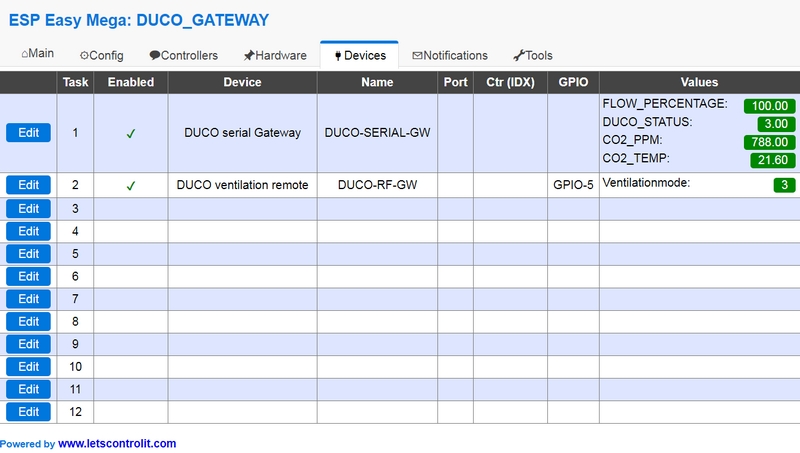 ESP Easy Mega: DUCO_GATEWAY
⌂Main ⚙Config 💬Controllers 📌Hardware 🔌Devices ✉Notifications 🔧Tools
Task Enabled Device Name Port Ctr (IDX) GPIO Values
Edit 1 ✓ DUCO serial Gateway DUCO-SERIAL-GW
FLOW_PERCENTAGE: 100.00
DUCO_STATUS: 3.00
CO2_PPM: 788.00
CO2_TEMP: 21.60
Edit 2 ✓ DUCO ventilation remote DUCO-RF-GW GPIO-5 Ventilationmode: 3
Edit 3
Edit 4
Edit 5
Edit 6
Edit 7
Edit 8
Edit 9
Edit 10
Edit 11
Edit 12
Powered by www.letscontrolit.com